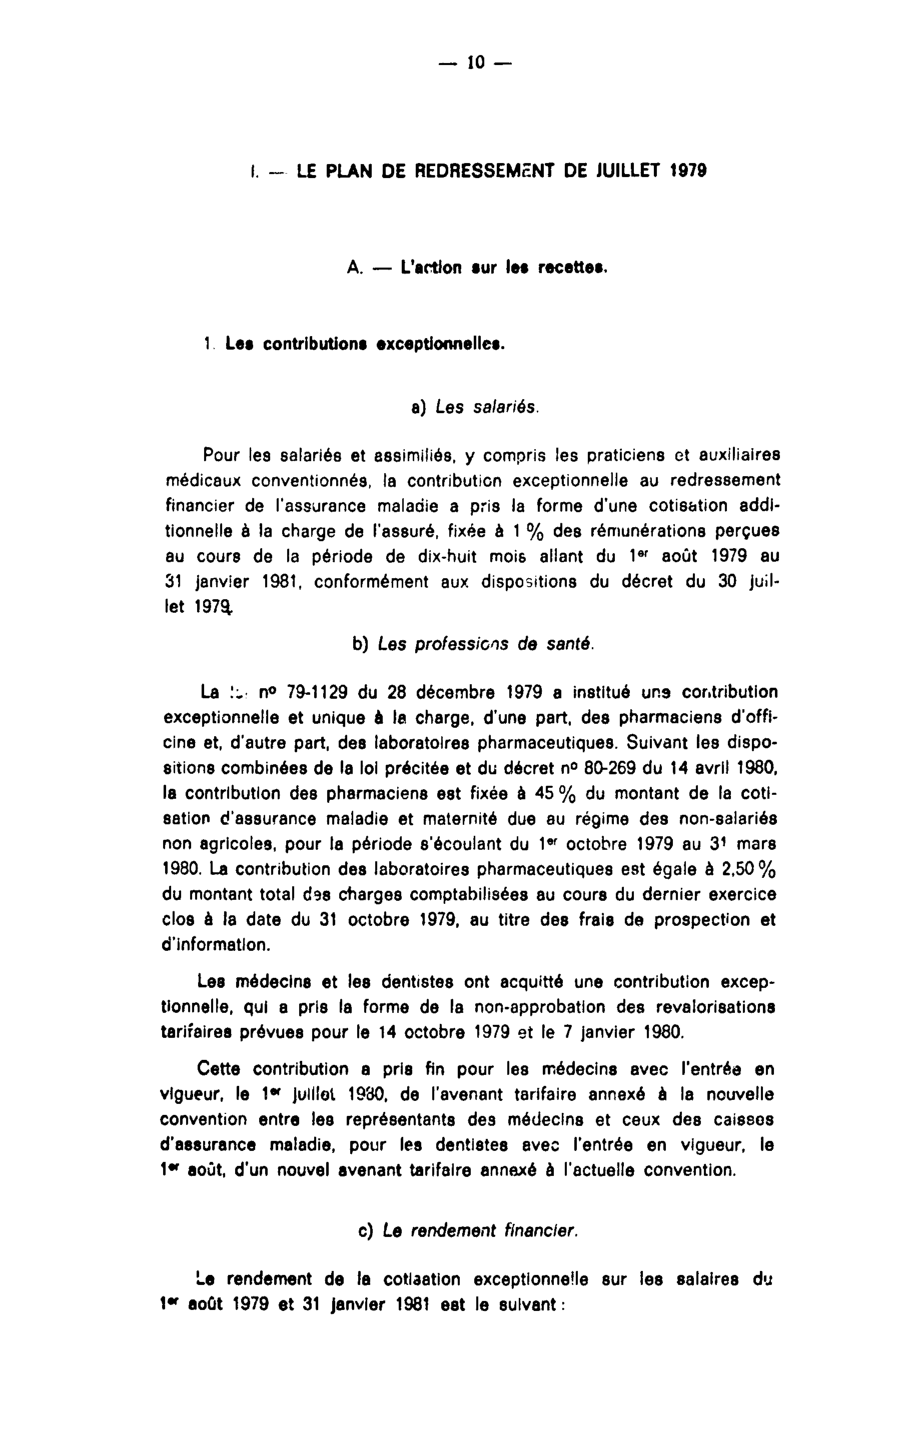 — 10 —
I. — LE PLAN DE REDRESSEMENT DE JUILLET 1979
A. — L'action sur les recettes.
1. Les contributions exceptionnelles.
a) Les salariés.
Pour les salariés et assimiliés, y compris les praticiens et auxiliaires
médicaux conventionnés, la contribution exceptionnelle au redressement
financier de l'assurance maladie a pris la forme d'une cotisation addi-
tionnelle à la charge de l'assuré, fixée à 1 % des rémunérations perçues
au cours de la période de dix-huit mois allant du 1er août 1979 au
31 janvier 1981, conformément aux dispositions du décret du 30 juil-
let 1979.
b) Les professions de santé.
La n° 79-1129 du 28 décembre 1979 a institué une contribution
exceptionnelle et unique à la charge, d'une part, des pharmaciens d'offi-
cine et, d'autre part, des laboratoires pharmaceutiques. Suivant les dispo-
sitions combinées de la loi précitée et du décret n° 80-269 du 14 avril 1980,
la contribution des pharmaciens est fixée à 45 % du montant de la coti-
sation d'assurance maladie et maternité due au régime des non-salariés
non agricoles, pour la période s'écoulant du 1er octobre 1979 au 31 mars
1980. La contribution des laboratoires pharmaceutiques est égale à 2,50 %
du montant total des charges comptabilisées au cours du dernier exercice
clos à la date du 31 octobre 1979, au titre des frais de prospection et
d'information.
Les médecins et les dentistes ont acquitté une contribution excep-
tionnelle, qui a pris la forme de la non-approbation des revalorisations
tarifaires prévues pour le 14 octobre 1979 et le 7 janvier 1980.
Cette contribution a pris fin pour les médecins avec l'entrée en
vigueur, le 1er juillet 1980, de l'avenant tarifaire annexé à la nouvelle
convention entre les représentants des médecins et ceux des caisses
d'assurance maladie, pour les dentistes avec l'entrée en vigueur, le
1er août, d'un nouvel avenant tarifaire annexé à l'actuelle convention.
c) Le rendement financier.
Le rendement de la cotisation exceptionnelle sur les salaires du
1er août 1979 et 31 janvier 1981 est le suivant :